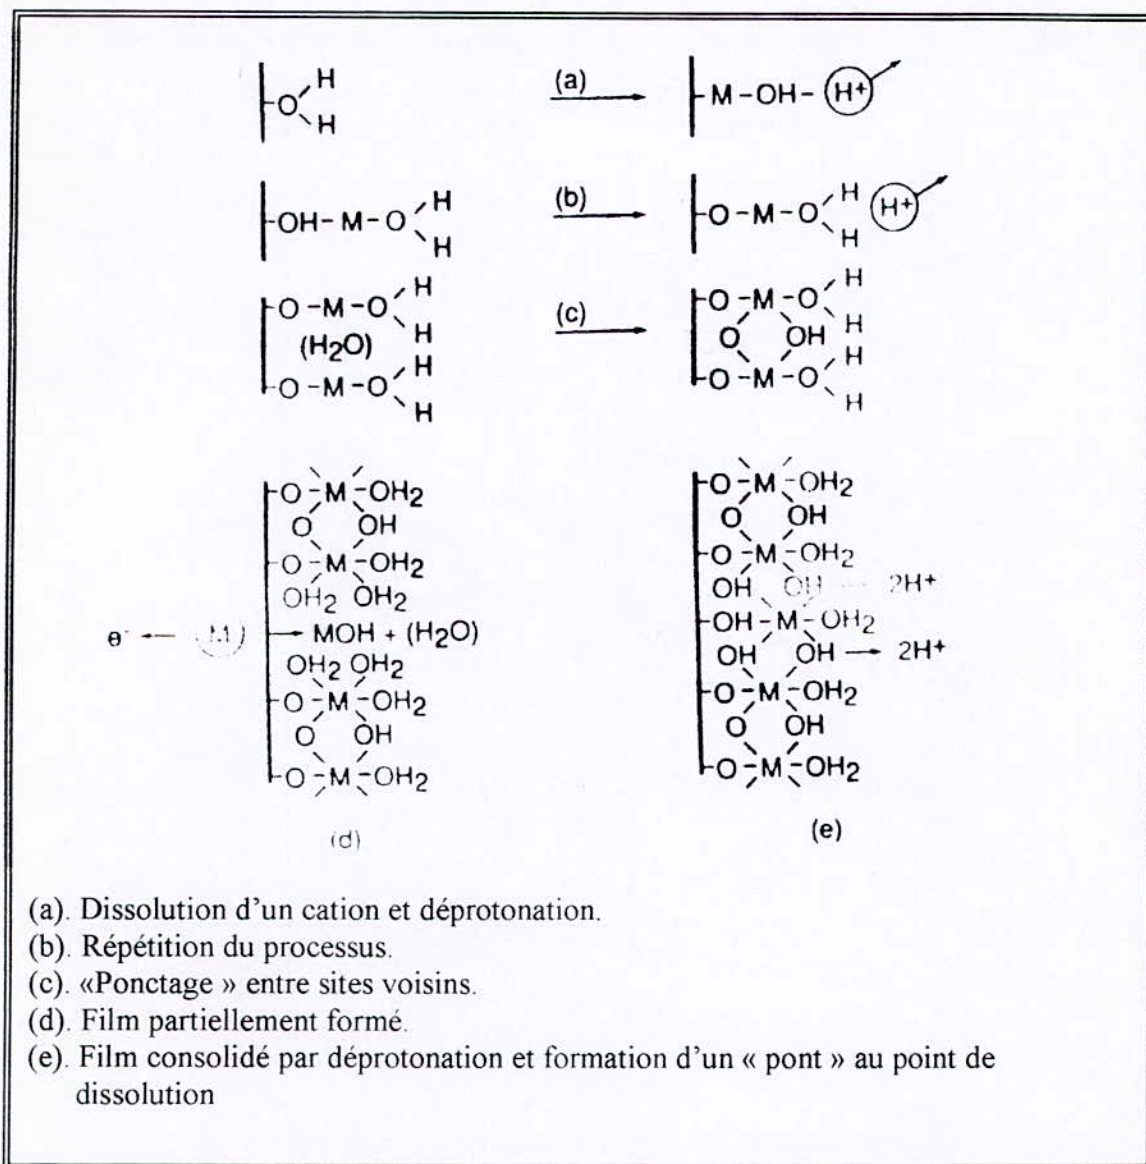 H
O
H
(a)
M - OH - H+
OH - M - O
H
H
(b)
O - M - O
H
H
H+
O - M - O
H
H
(H2O)
O - M - O
H
H
(c)
O - M - O
H
H
O OH
O - M - O
H
H
O - M - OH2
O OH
O - M - OH2
OH2 OH2
e- ← M → MOH + (H2O)
OH2 OH2
O - M - OH2
O OH
O - M - OH2
(d)
O - M - OH2
O OH
O - M - OH2
OH OH 2H+
OH - M - OH2
OH OH → 2H+
O - M - OH2
O OH
O - M - OH2
(e)
(a). Dissolution d’un cation et déprotonation.
(b). Répétition du processus.
(c). «Ponctage » entre sites voisins.
(d). Film partiellement formé.
(e). Film consolidé par déprotonation et formation d’un « pont » au point de
dissolution